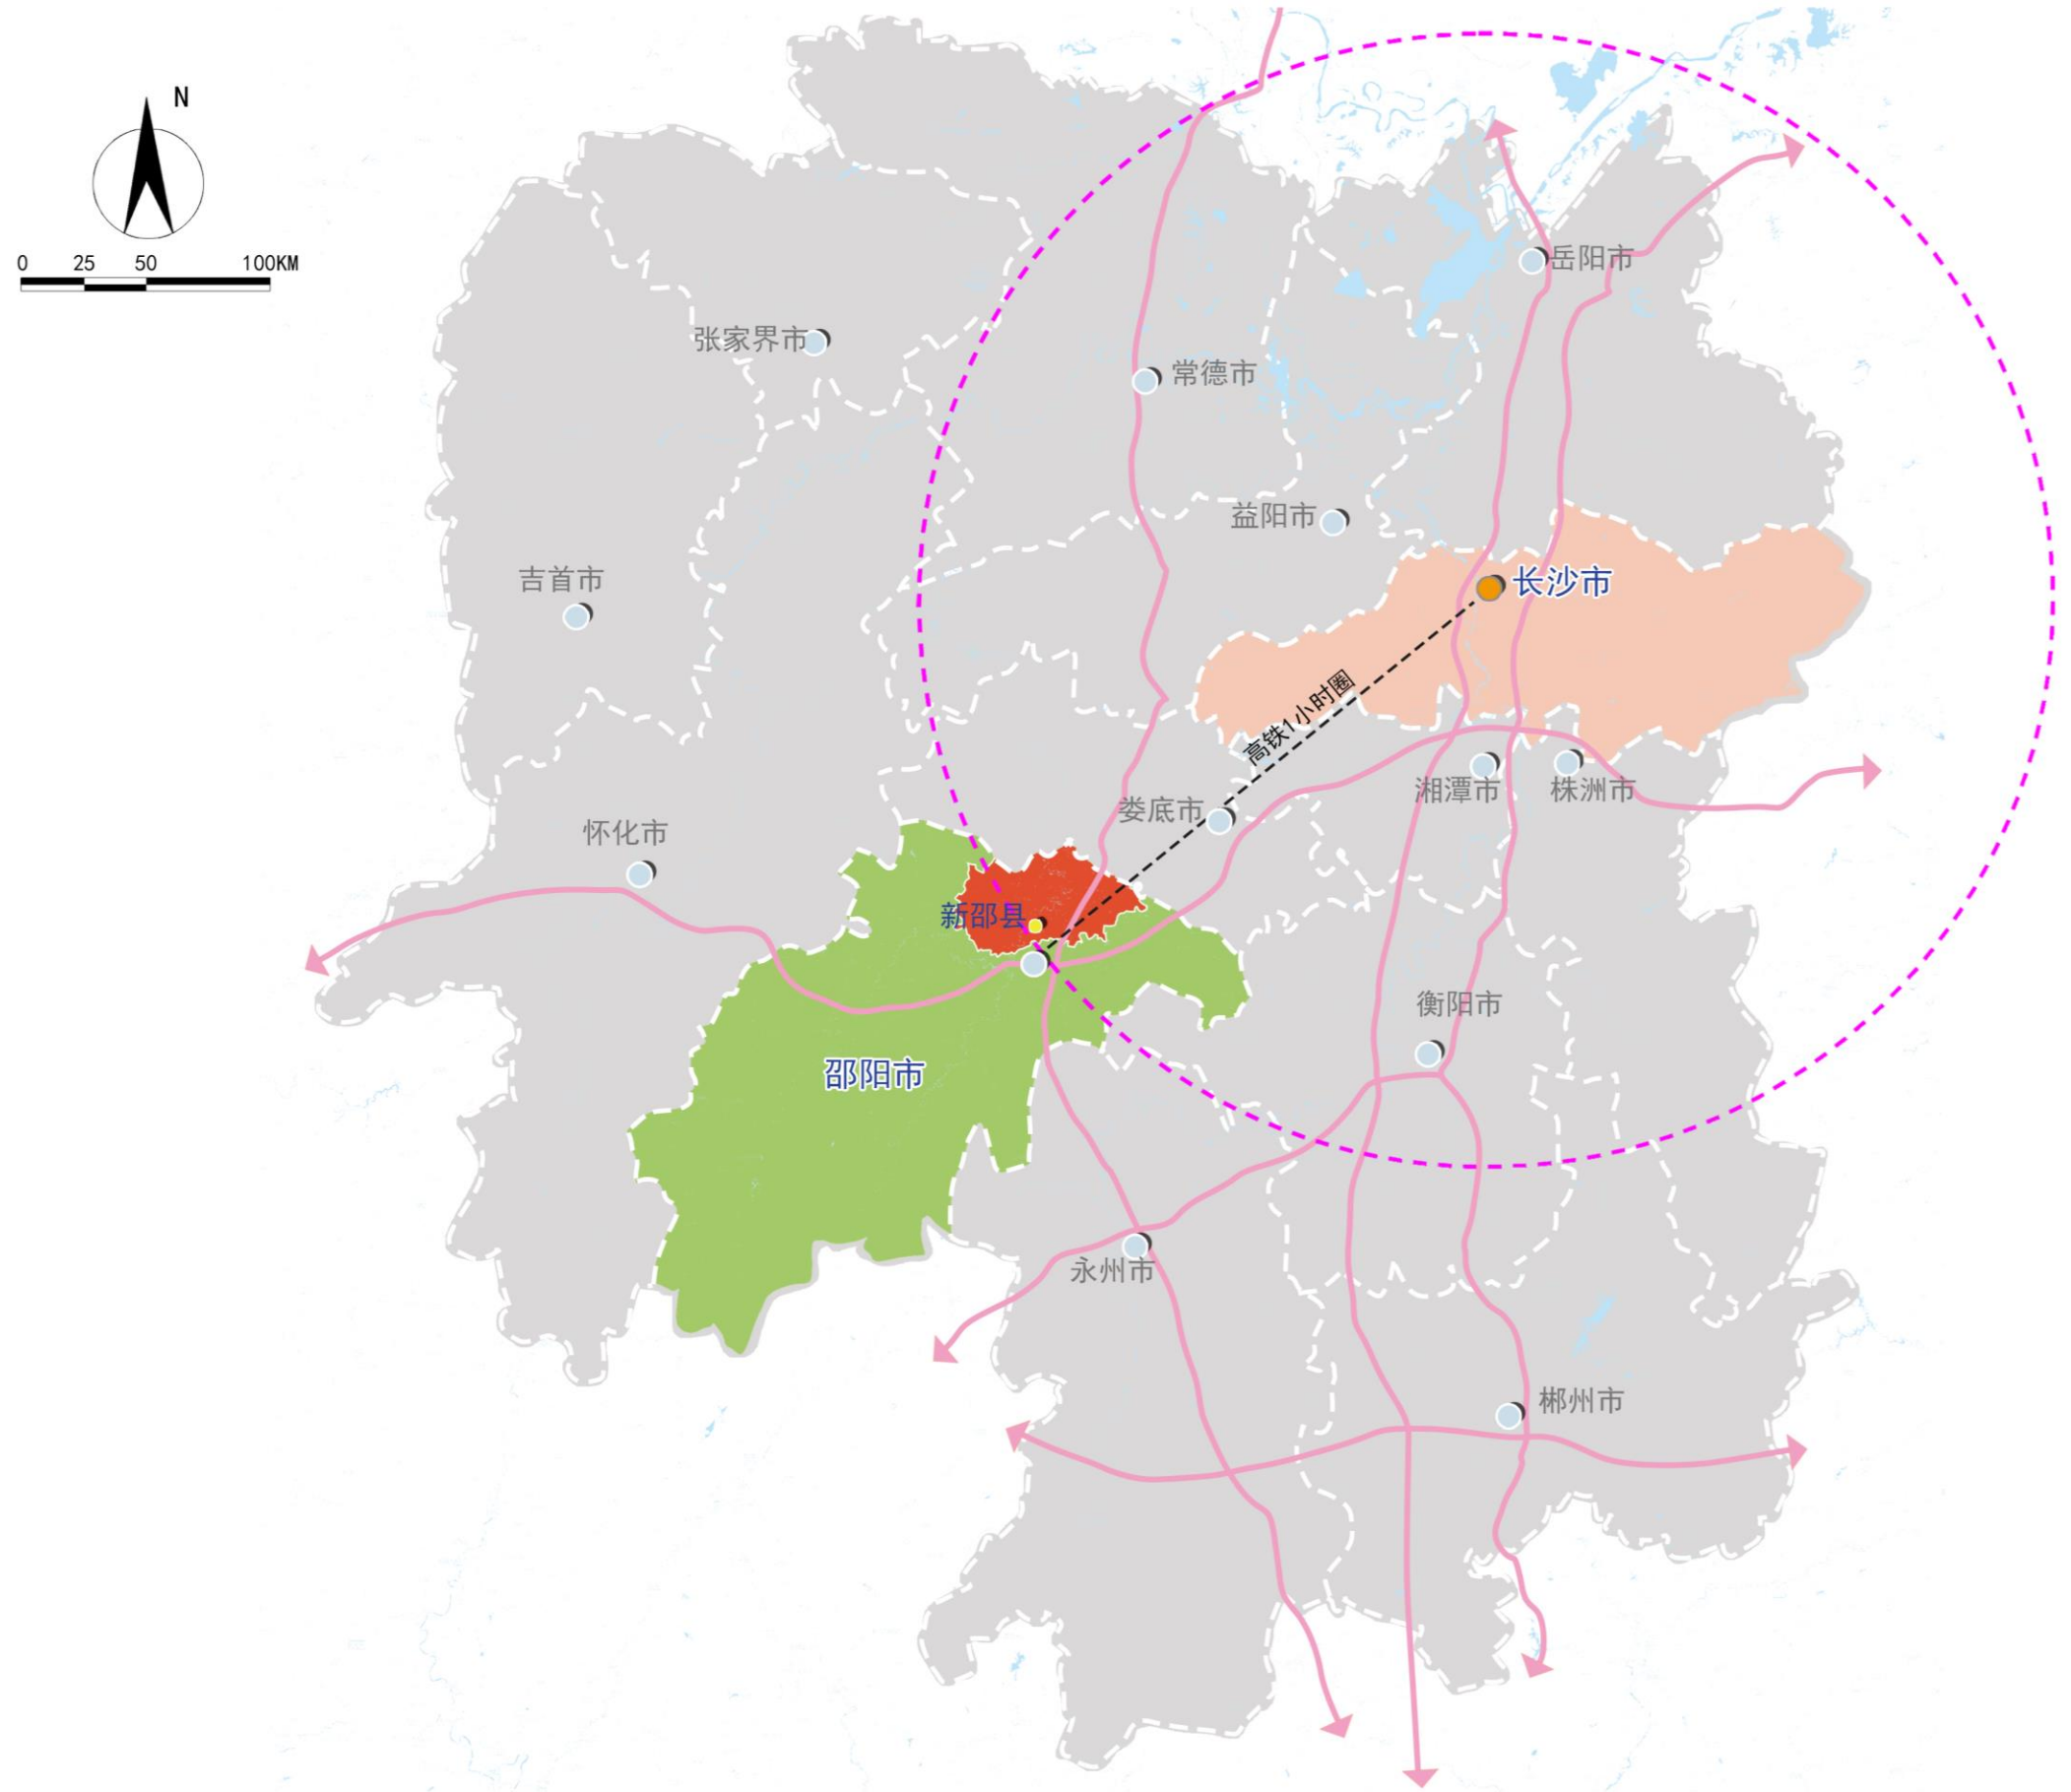 N
0 25 50 100KM
岳阳市
张家界市
常德市
益阳市
吉首市
长沙市
高铁1小时圈
湘潭市
株洲市
娄底市
怀化市
新邵县
衡阳市
邵阳市
永州市
郴州市